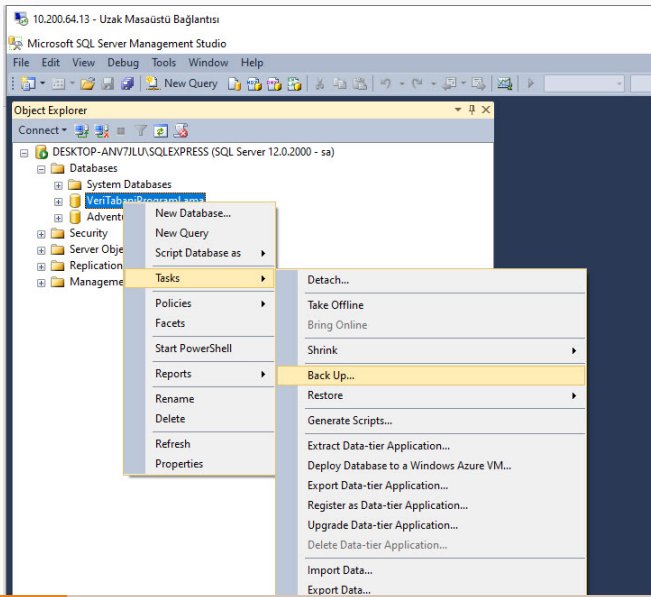 10.200.64.13 - Uzak Masaüstü Bağlantısı
Microsoft SQL Server Management Studio
File Edit View Debug Tools Window Help
New Query
Object Explorer
Connect
DESKTOP-ANV7JLU\SQLEXPRESS (SQL Server 12.0.2000 - sa)
Databases
System Databases
VeriTabaniProgramLama
Advent
Security
Server Obje
Replication
Manageme
New Database...
New Query
Script Database as
Tasks
Policies
Facets
Start PowerShell
Reports
Rename
Delete
Refresh
Properties
Detach...
Take Offline
Bring Online
Shrink
Back Up...
Restore
Generate Scripts...
Extract Data-tier Application...
Deploy Database to a Windows Azure VM...
Export Data-tier Application...
Register as Data-tier Application...
Upgrade Data-tier Application...
Delete Data-tier Application...
Import Data...
Export Data...